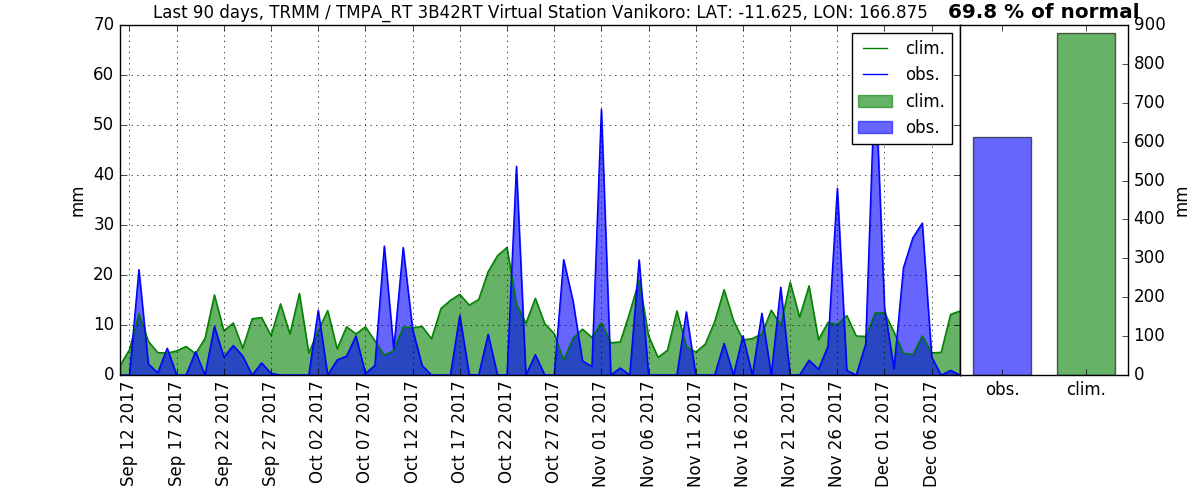 Last 90 days, TRMM / TMPA_RT 3B42RT Virtual Station Vanikoro: LAT: -11.625, LON: 166.875
69.8 % of normal
70
60
50
40
30
20
10
0
mm
clim.
obs.
clim.
obs.
900
800
700
600
500
400
300
200
100
0
mm
Sep 12 2017
Sep 17 2017
Sep 22 2017
Sep 27 2017
Oct 02 2017
Oct 07 2017
Oct 12 2017
Oct 17 2017
Oct 22 2017
Oct 27 2017
Nov 01 2017
Nov 06 2017
Nov 11 2017
Nov 16 2017
Nov 21 2017
Nov 26 2017
Dec 01 2017
Dec 06 2017
obs.
clim.